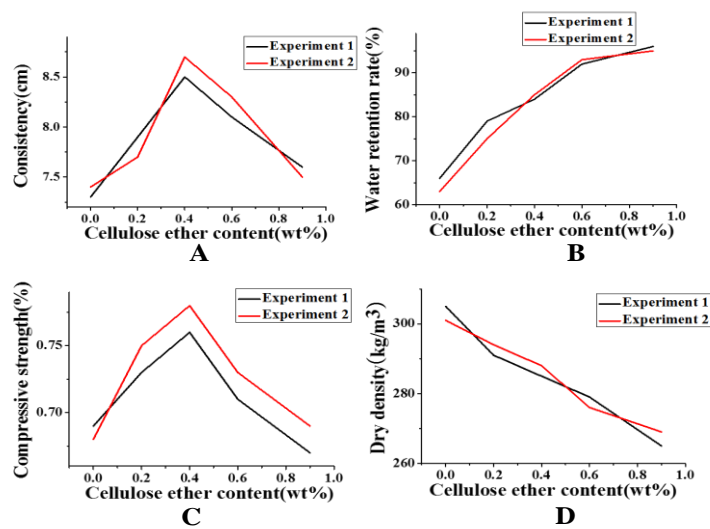 Experiment 1
Experiment 2
Consistency(cm)
8.5
8.0
7.5
0.0 0.2 0.4 0.6 0.8 1.0
Cellulose ether content(wt%)
A
Experiment 1
Experiment 2
Water retention rate(%)
90
80
70
60
0.0 0.2 0.4 0.6 0.8 1.0
Cellulose ether content(wt%)
B
Experiment 1
Experiment 2
Compressive strength(%)
0.75
0.70
0.0 0.2 0.4 0.6 0.8 1.0
Cellulose ether content(wt%)
C
Experiment 1
Experiment 2
Dry density(kg/m³)
300
280
260
0.0 0.2 0.4 0.6 0.8 1.0
Cellulose ether content(wt%)
D